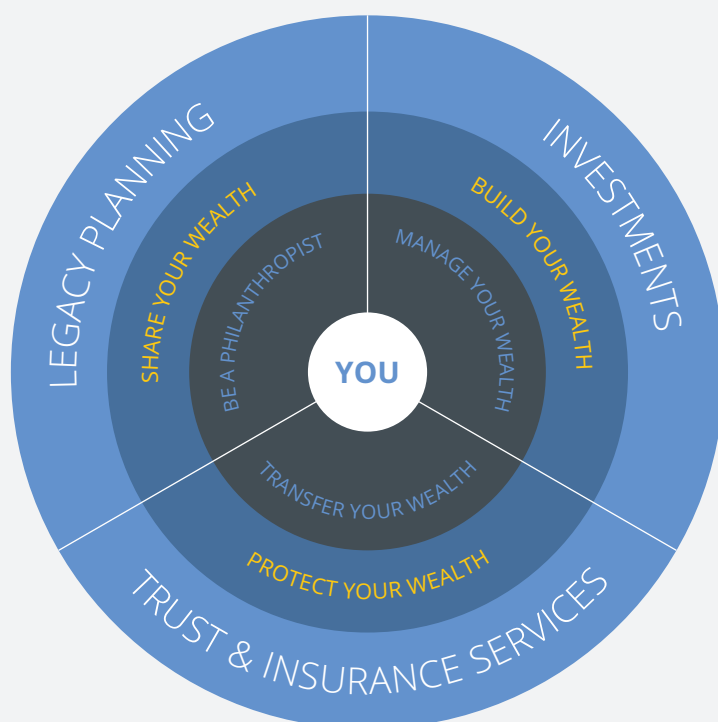 LEGACY PLANNING
INVESTMENTS
SHARE YOUR WEALTH
BUILD YOUR WEALTH
BE A PHILANTHROPIST
MANAGE YOUR WEALTH
YOU
TRANSFER YOUR WEALTH
PROTECT YOUR WEALTH
TRUST & INSURANCE SERVICES